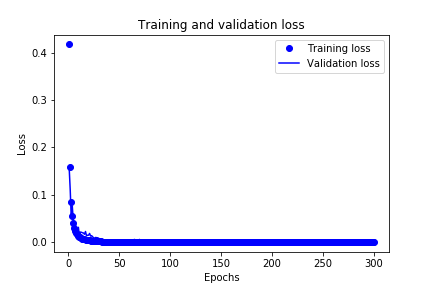 Training and validation loss
Training loss
Validation loss
Loss
0.4
0.3
0.2
0.1
0.0
0 50 100 150 200 250 300
Epochs